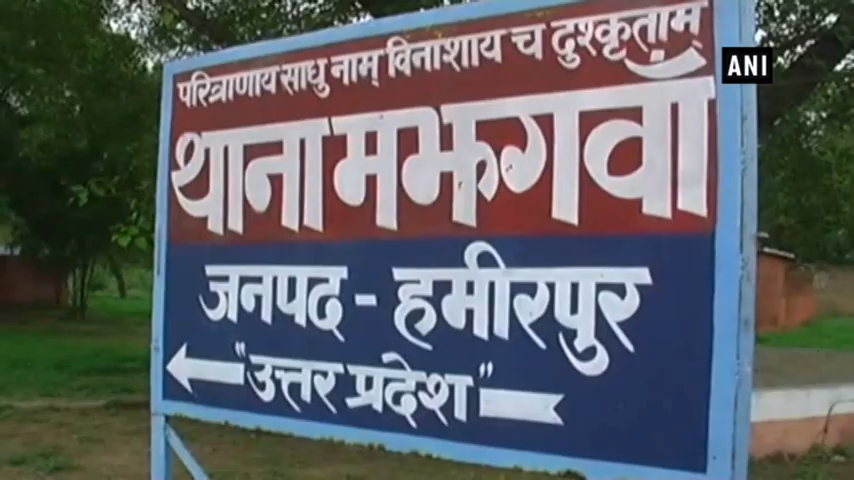 परित्राणाय साधु नाम् विनाशाय च दुश्कृताम्
ANI
थाना मझगवाँ
जनपद - हमीरपुर
"उत्तर प्रदेश"